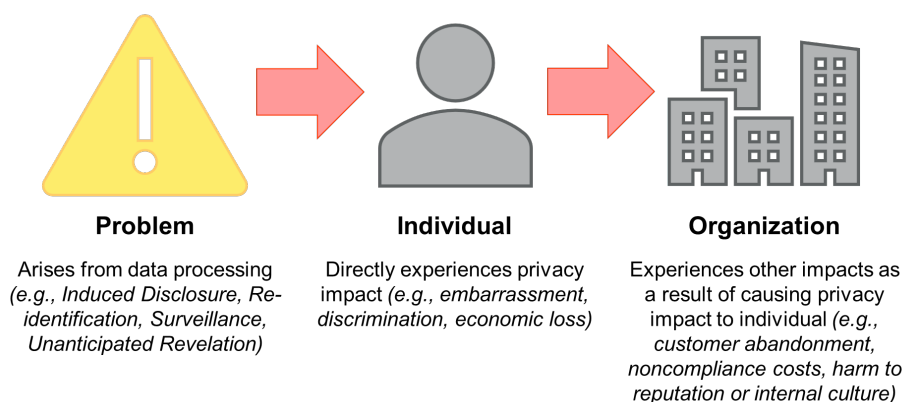 Problem
Arises from data processing
(e.g., Induced Disclosure, Re-
identification, Surveillance,
Unanticipated Revelation)
Individual
Directly experiences privacy
impact (e.g., embarrassment,
discrimination, economic loss)
Organization
Experiences other impacts as
a result of causing privacy
impact to individual (e.g.,
customer abandonment,
noncompliance costs, harm to
reputation or internal culture)